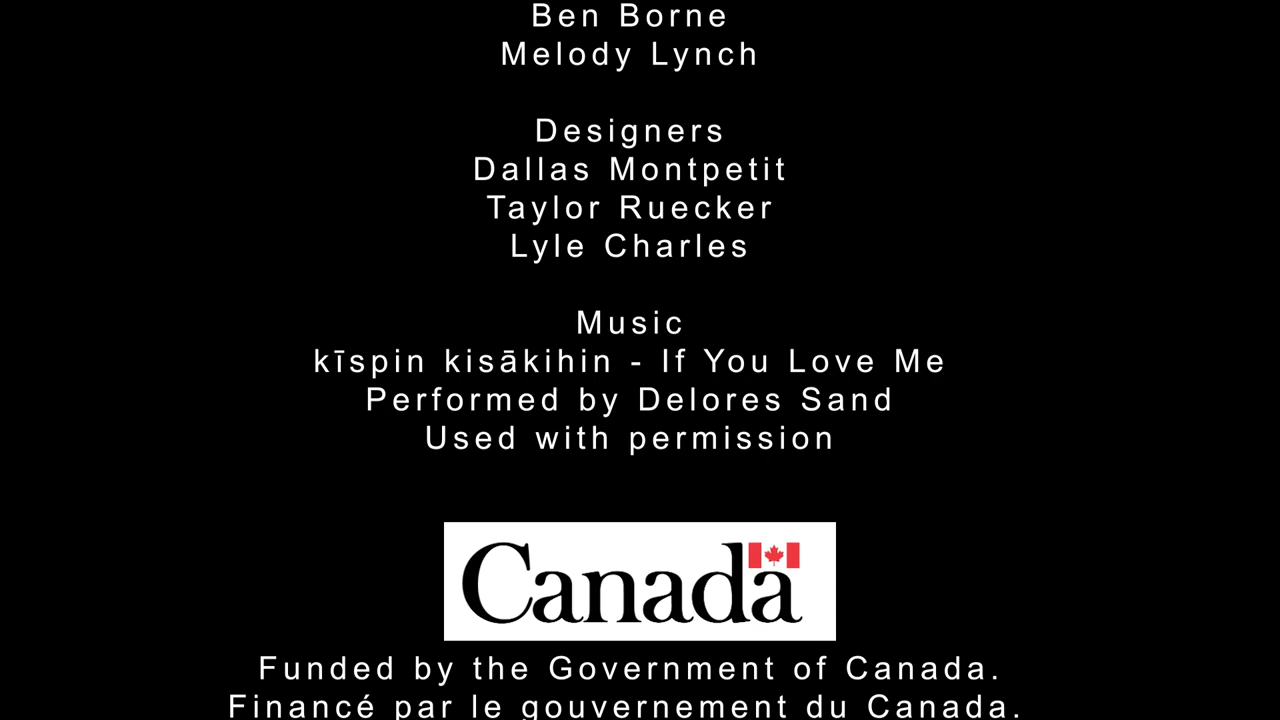 Ben Borne
Melody Lynch
Designers
Dallas Montpetit
Taylor Ruecker
Lyle Charles
Music
kīspin kisākihin - If You Love Me
Performed by Delores Sand
Used with permission
Canada
Funded by the Government of Canada.
Financé par le gouvernement du Canada.